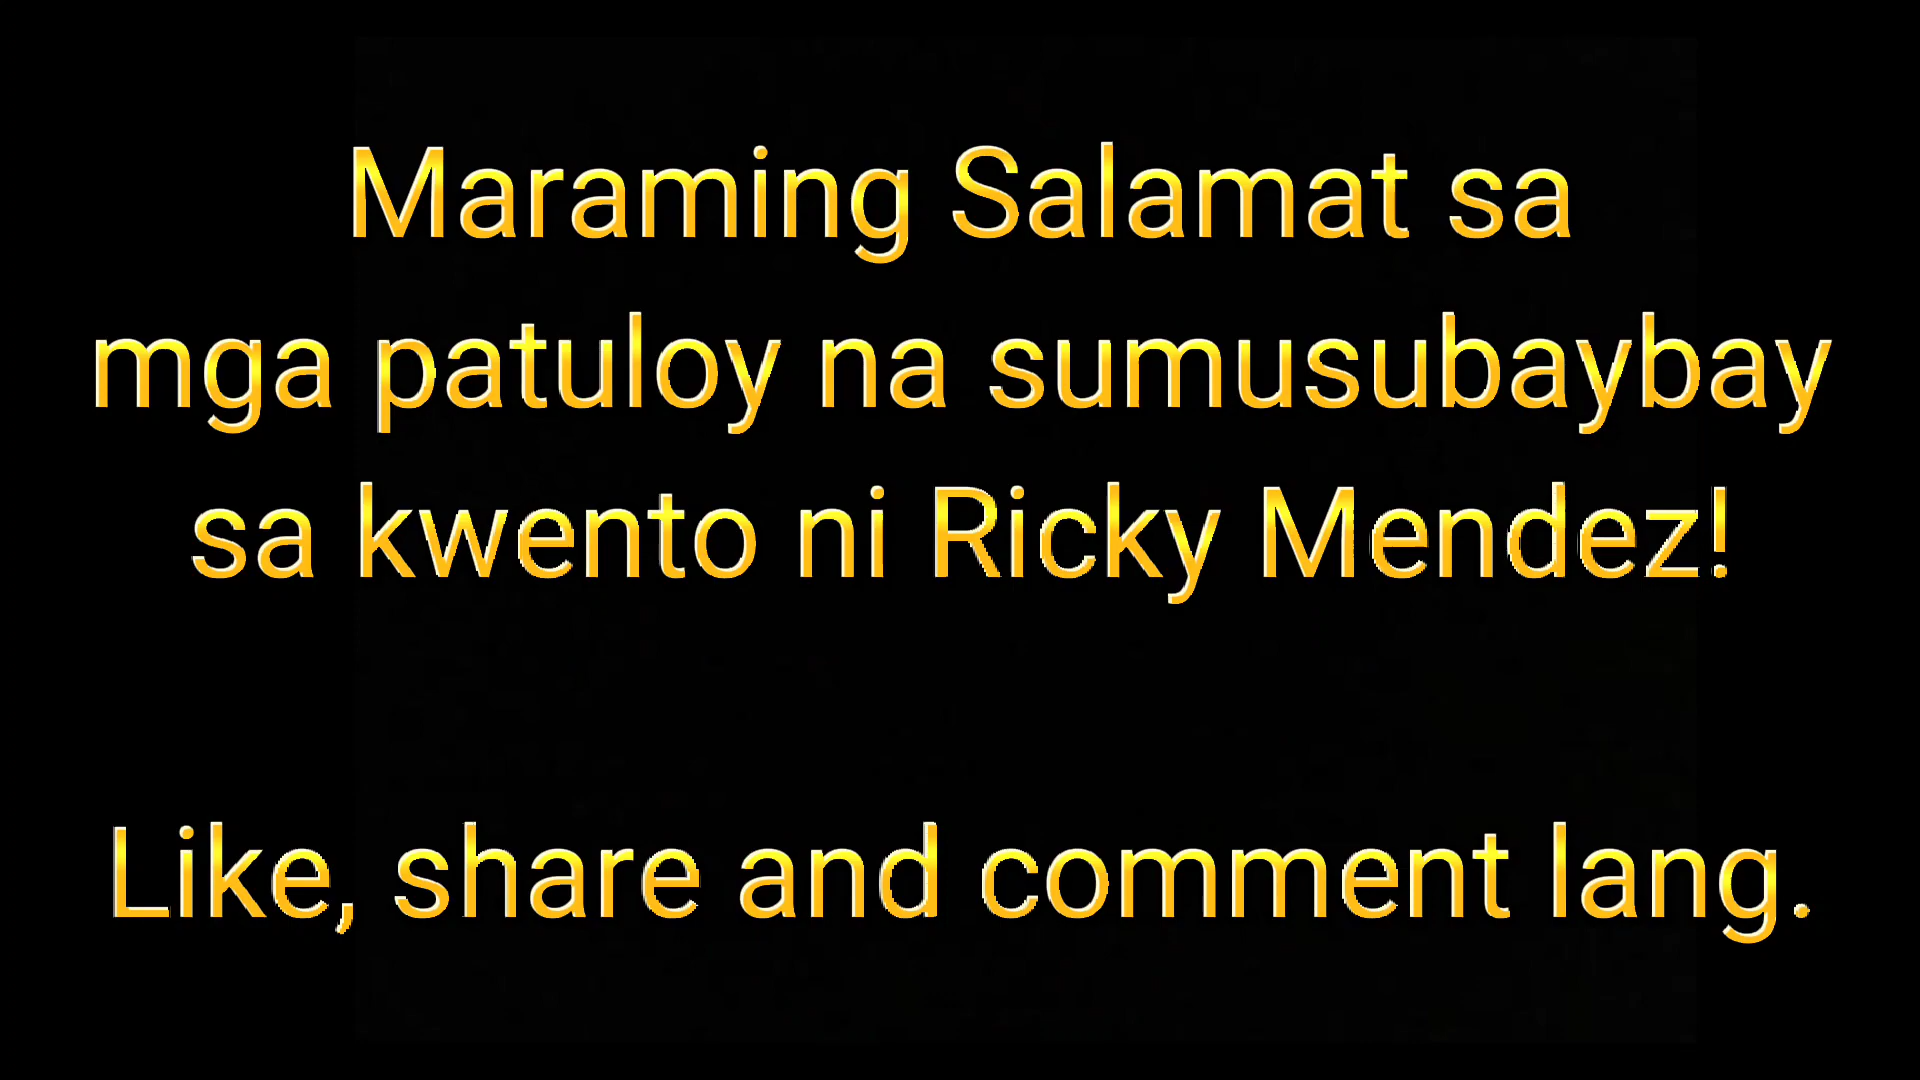 Maraming Salamat sa
mga patuloy na sumusubaybay
sa kwento ni Ricky Mendez!
Like, share and comment lang.